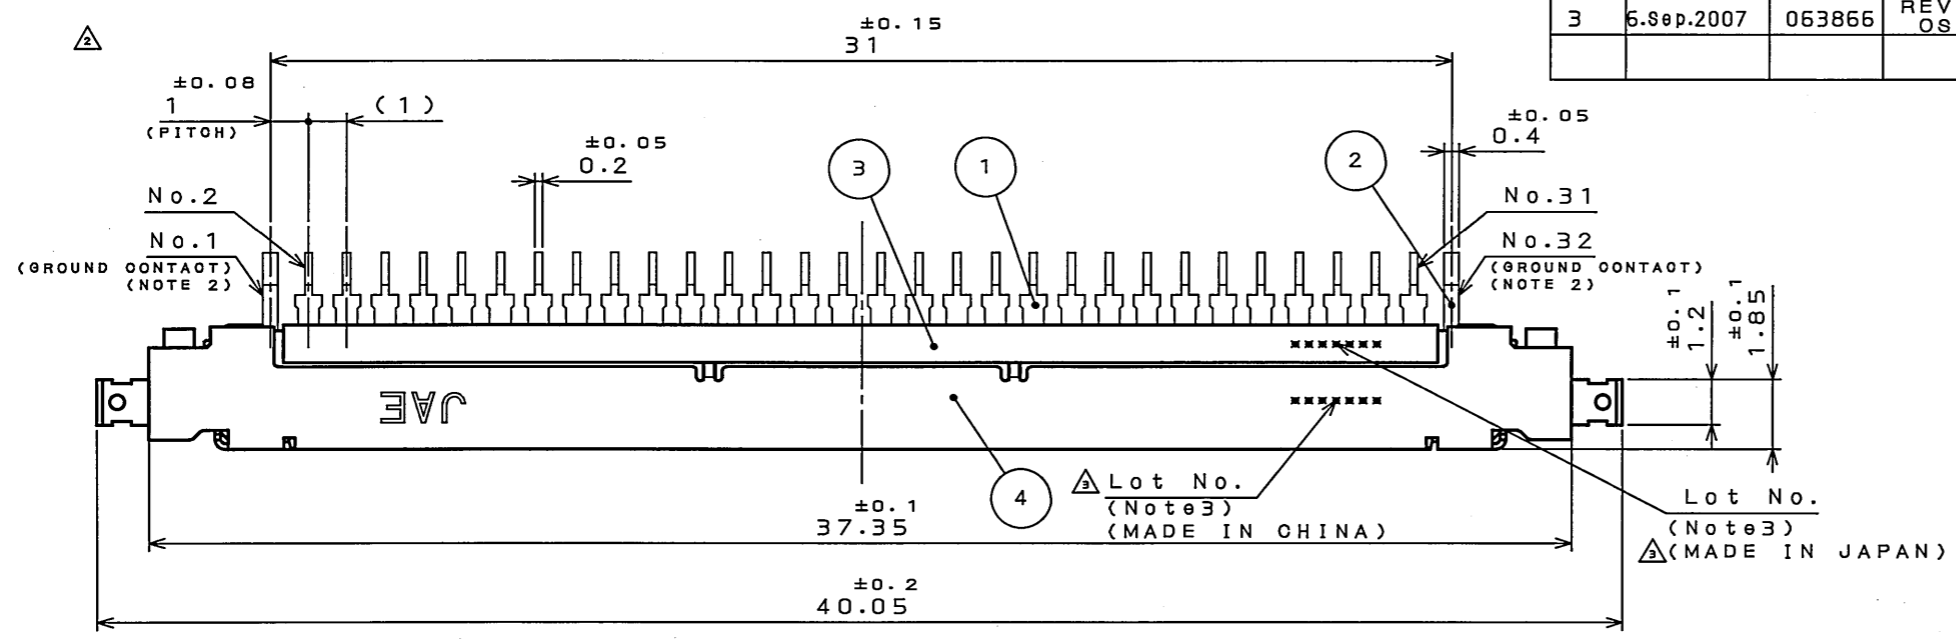 3 6.Sep.2007 063866 REV
OS
2
±0.15
31
±0.08
1
(PITCH)
(1)
±0.05
0.2
3
1
2
±0.05
0.4
No.2
No.1
(GROUND CONTACT)
(NOTE 2)
No.31
No.32
(GROUND CONTACT)
(NOTE 2)
±0.1
1.2
±0.1
1.85
JAE
4
3 Lot No.
(Note3)
(MADE IN CHINA)
Lot No.
(Note3)
3 (MADE IN JAPAN)
±0.1
37.35
±0.2
40.05